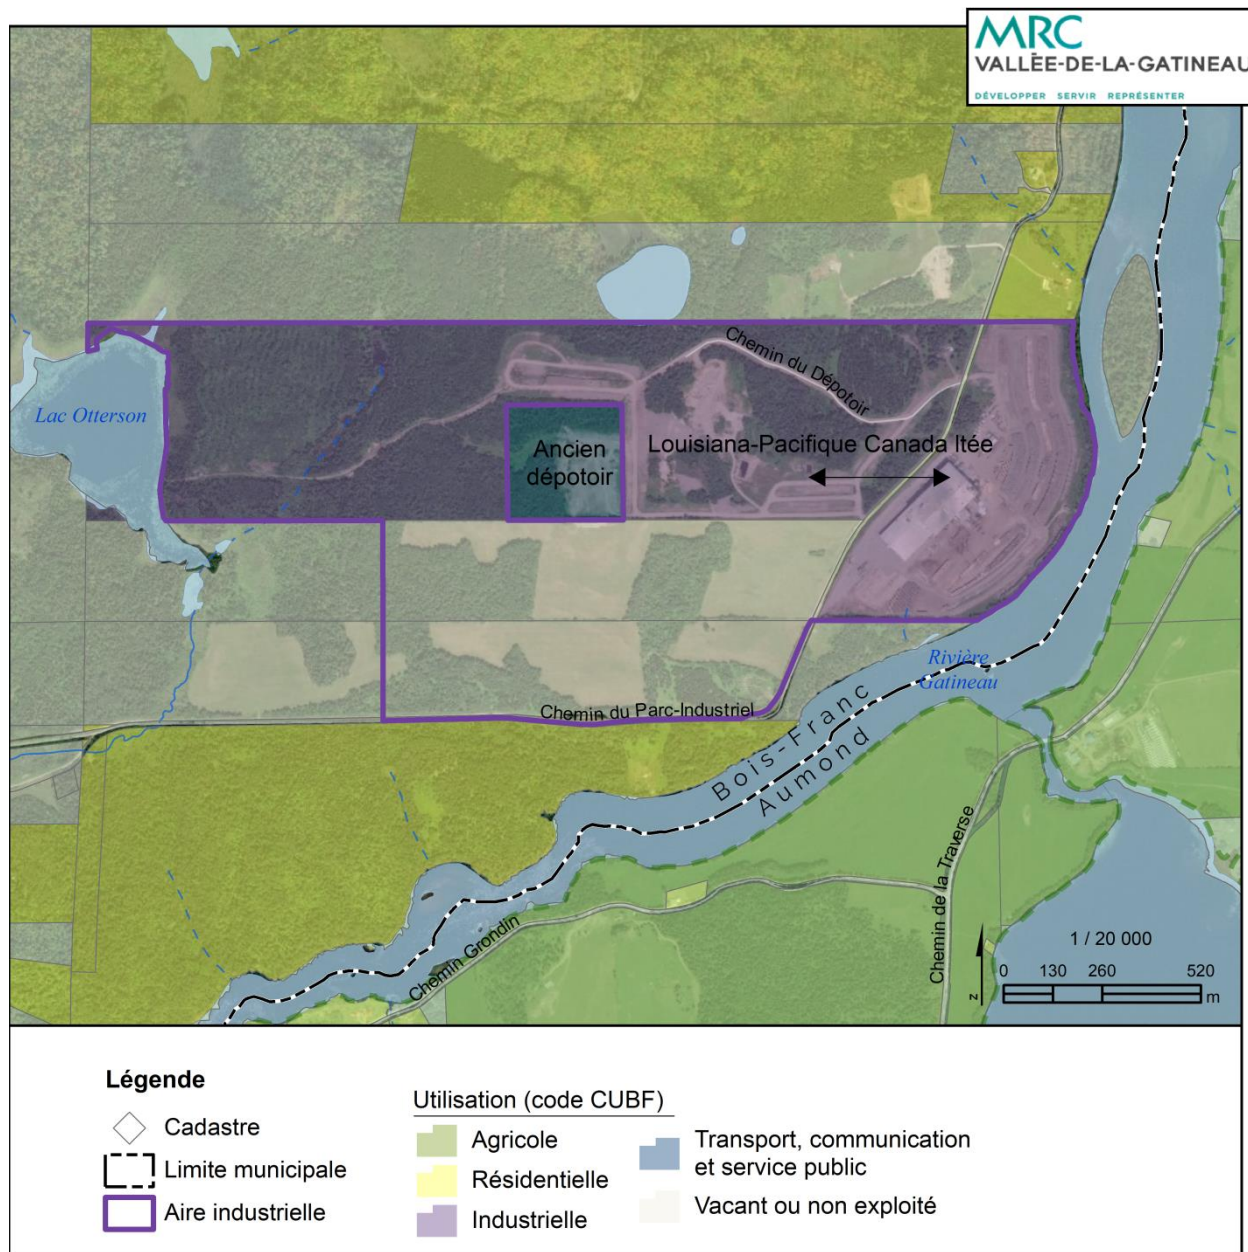 MRC
VALLÉE-DE-LA-GATINEAU
DÉVELOPPER SERVIR REPRÉSENTER
Chemin du Dépotoir
Lac Otterson
Ancien
dépotoir
Louisiana-Pacifique Canada ltée
Rivière
Gatineau
Chemin du Parc-Industriel
Bois-Franc
Aumond
Chemin de la Traverse
Chemin Grondin
1 / 20 000
0 130 260 520
m
z
Légende
Cadastre
Limite municipale
Aire industrielle
Utilisation (code CUBF)
Agricole
Résidentielle
Industrielle
Transport, communication
et service public
Vacant ou non exploité